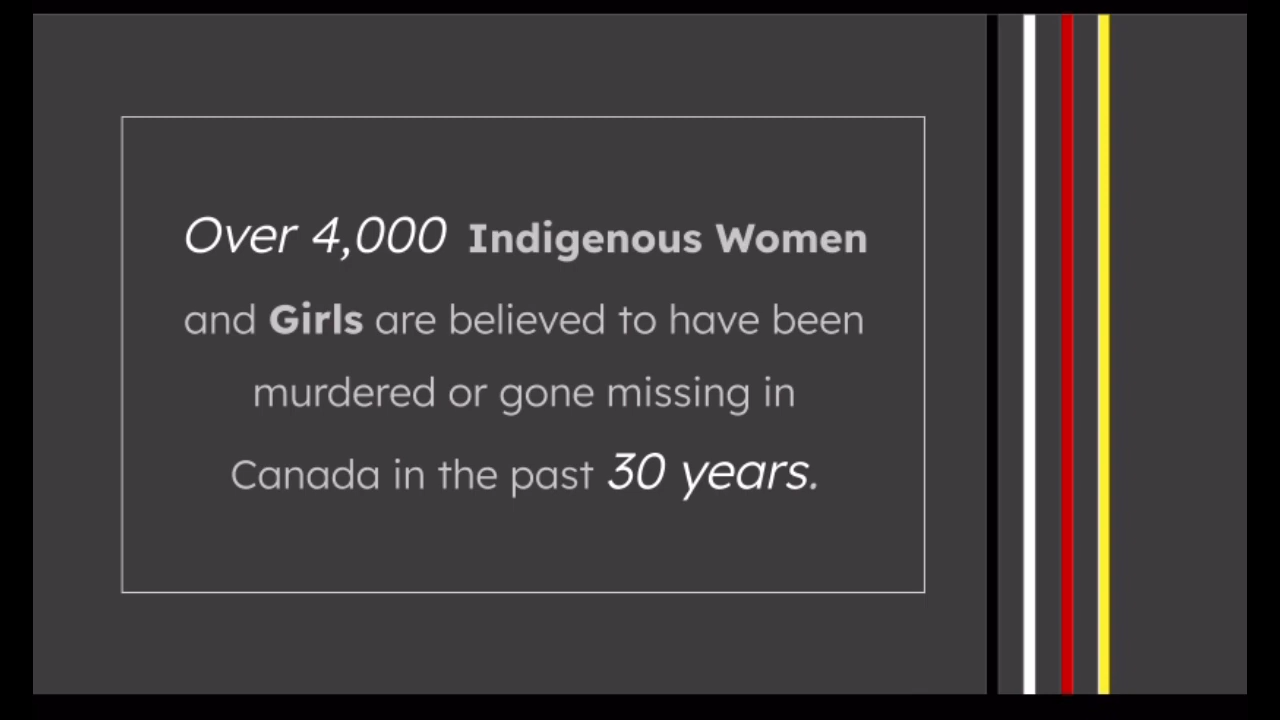 Over 4,000 Indigenous Women
and Girls are believed to have been
murdered or gone missing in
Canada in the past 30 years.